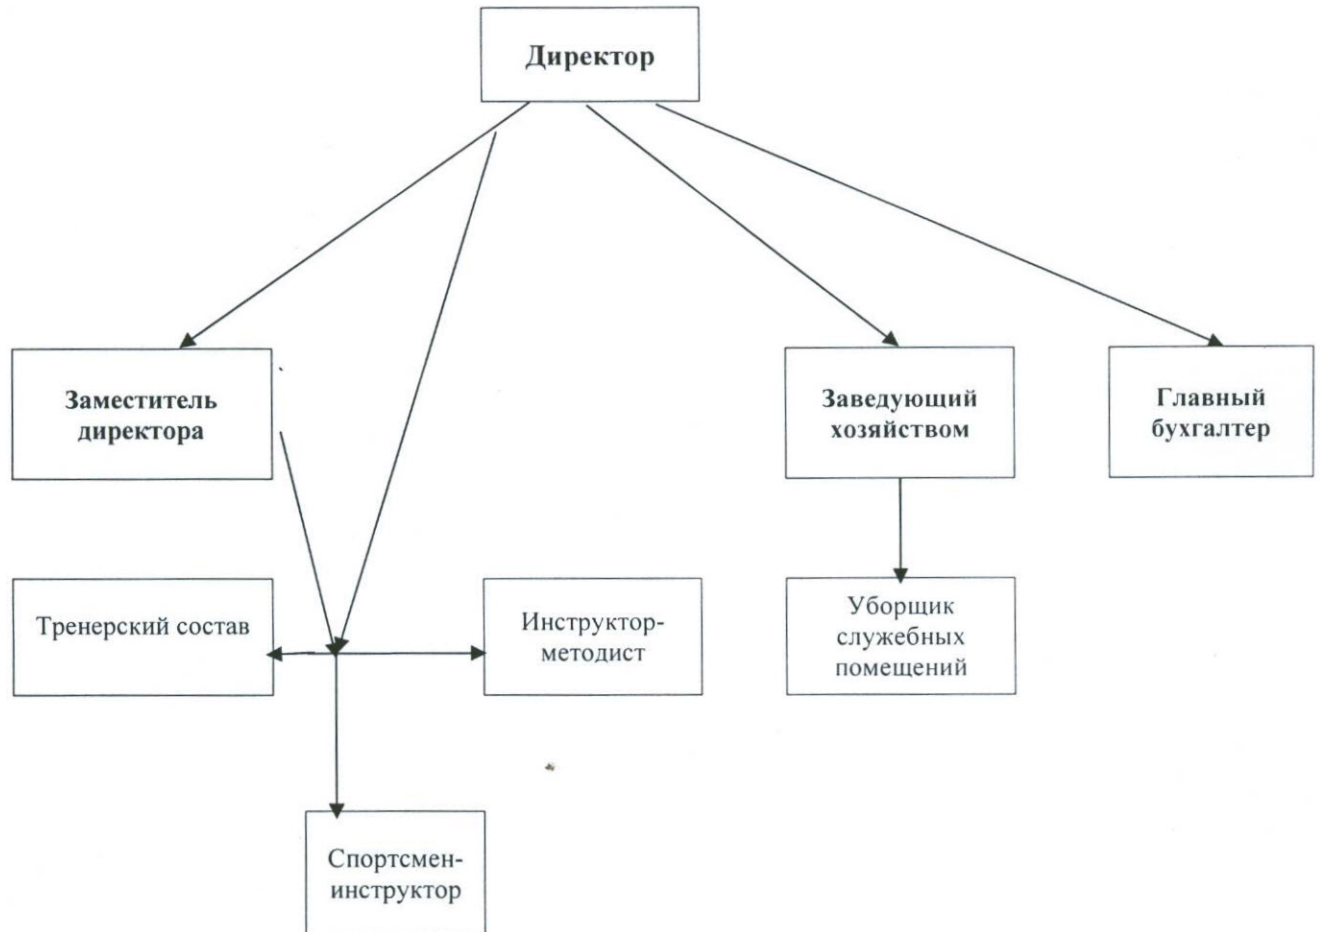 Директор
Заместитель
директора
Заведующий
хозяйством
Главный
бухгалтер
Тренерский состав
Инструктор-
методист
Уборщик
служебных
помещений
Спортсмен-
инструктор